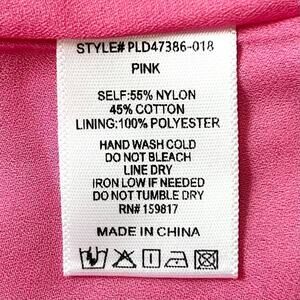 STYLE# PLD47386-018
PINK
SELF:55% NYLON
45% COTTON
LINING:100% POLYESTER
HAND WASH COLD
DO NOT BLEACH
LINE DRY
IRON LOW IF NEEDED
DO NOT TUMBLE DRY
RN# 159817
MADE IN CHINA